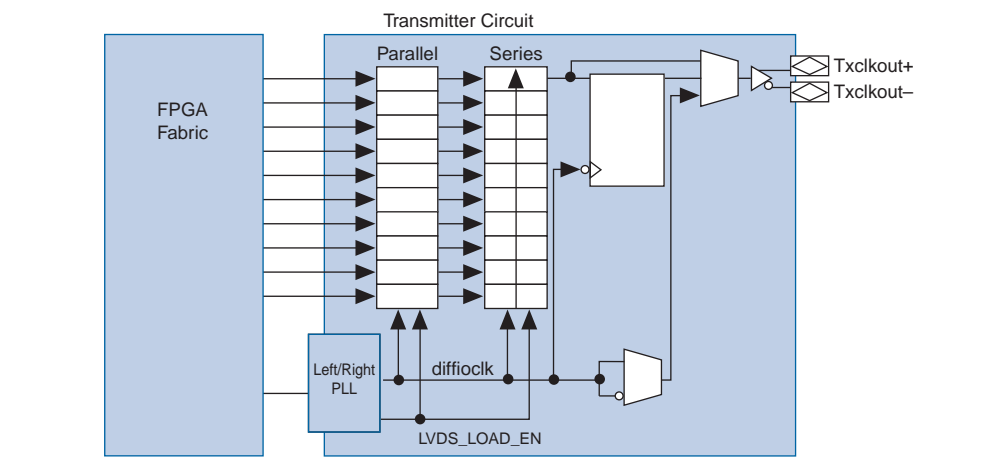 Transmitter Circuit
Parallel
Series
FPGA
Fabric
Txclkout+
Txclkout–
Left/Right
PLL
diffioclk
LVDS_LOAD_EN